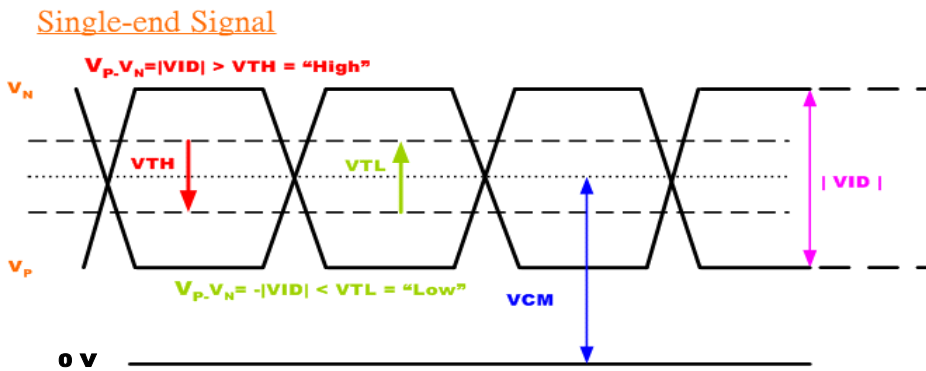 Single-end Signal
VP-VN=|VID| > VTH = “High”
VN
VTH
VTL
| VID |
VP
VP-VN= -|VID| < VTL = “Low”
VCM
0 V